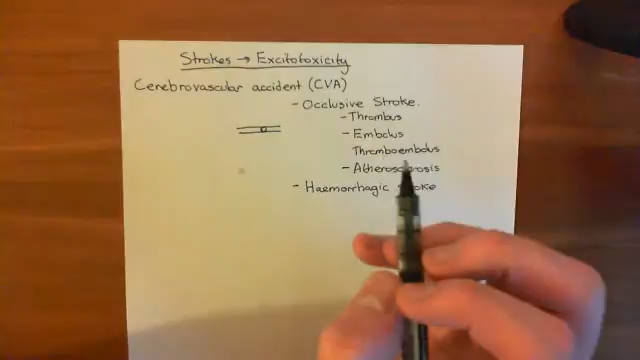 Strokes → Excitotoxicity
Cerebrovascular accident (CVA)
- Occlusive Stroke.
- Thrombus
- Embolus
Thromboembolus
- Atherosclerosis
- Haemorrhagic